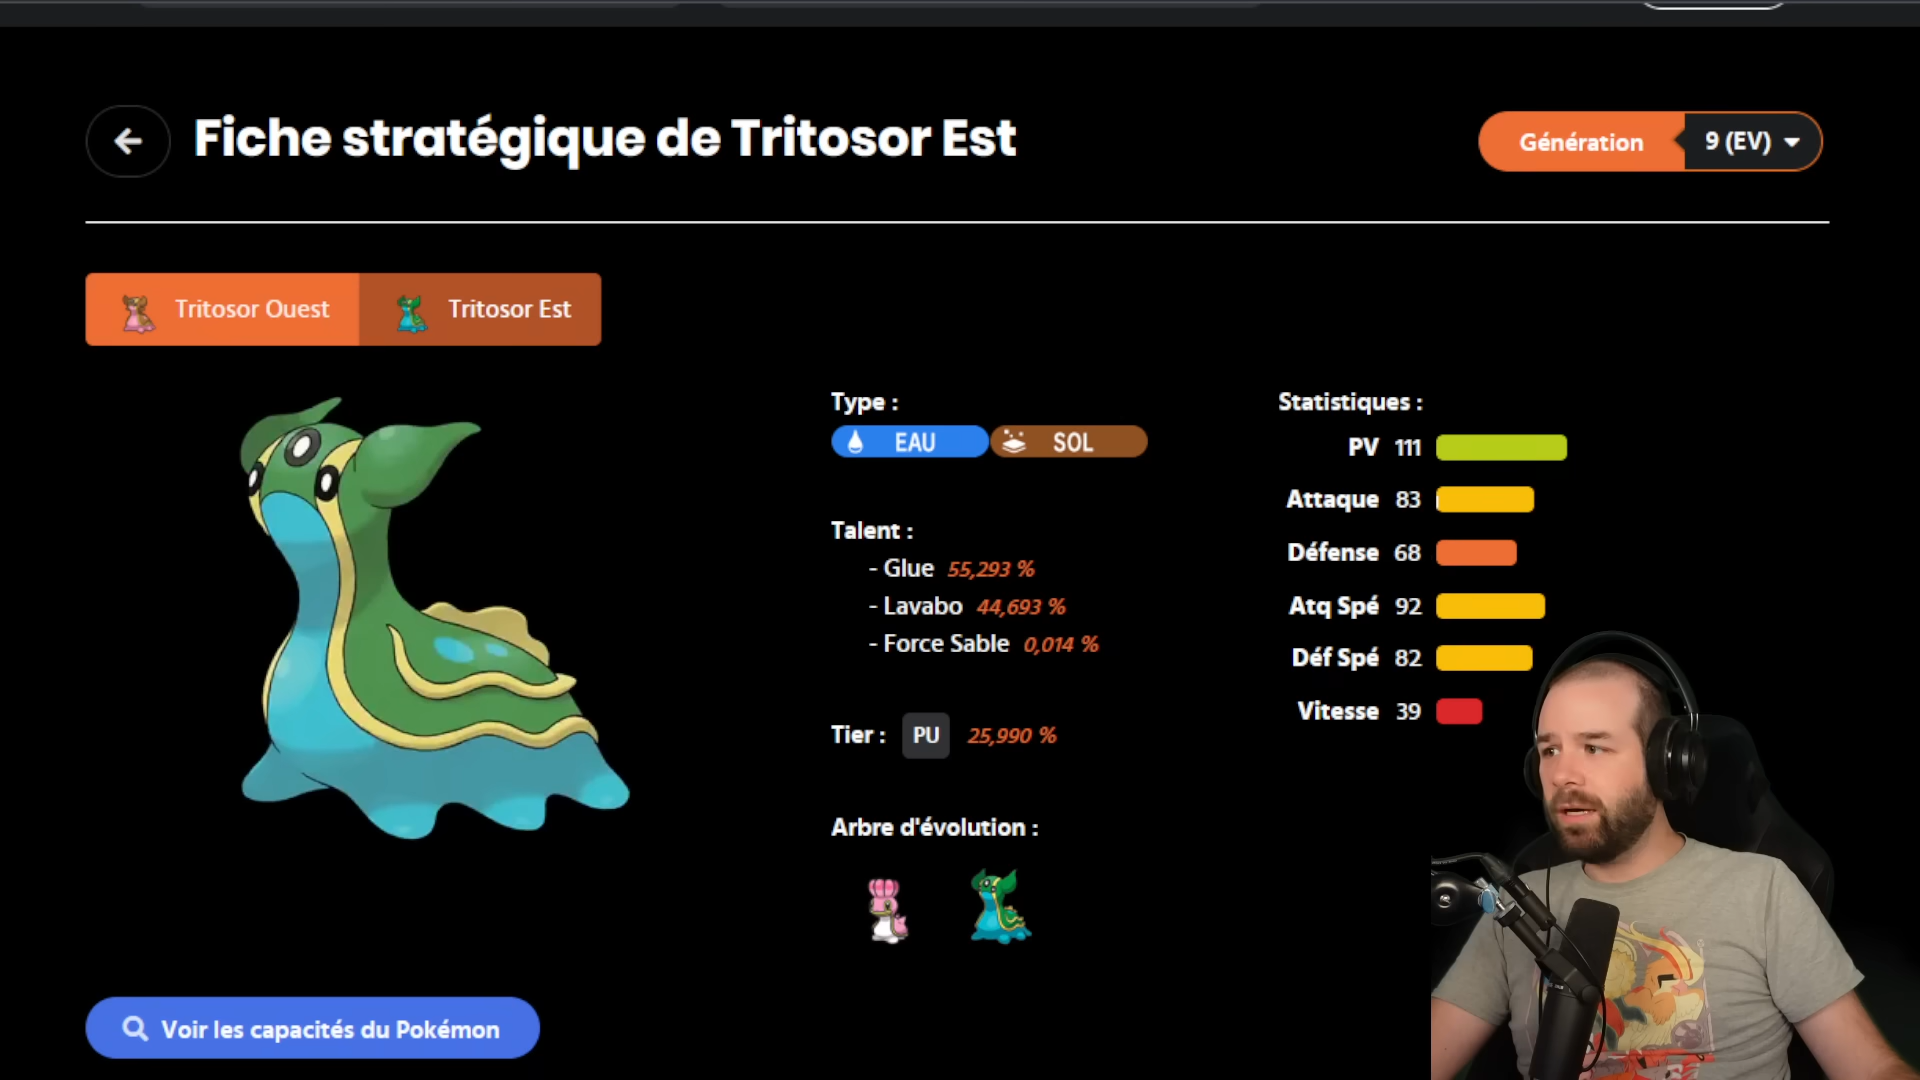 Fiche stratégique de Tritosor Est
Génération 9 (EV)
Tritosor Ouest
Tritosor Est
Type :
EAU SOL
Talent :
- Glue 55,293 %
- Lavabo 44,693 %
- Force Sable 0,014 %
Tier : PU 25,990 %
Arbre d'évolution :
Statistiques :
PV 111
Attaque 83
Défense 68
Atq Spé 92
Déf Spé 82
Vitesse 39
Voir les capacités du Pokémon